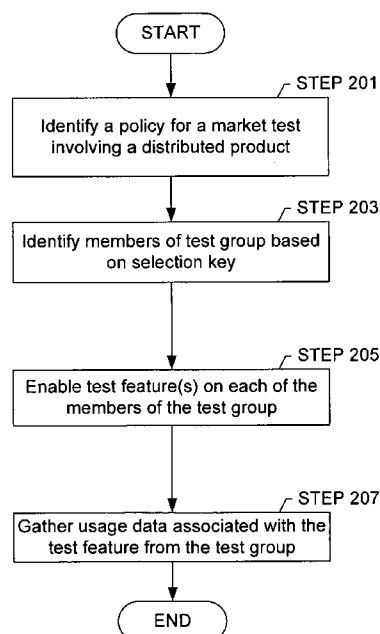 START
STEP 201
Identify a policy for a market test
involving a distributed product
STEP 203
Identify members of test group based
on selection key
STEP 205
Enable test feature(s) on each of the
members of the test group
STEP 207
Gather usage data associated with the
test feature from the test group
END